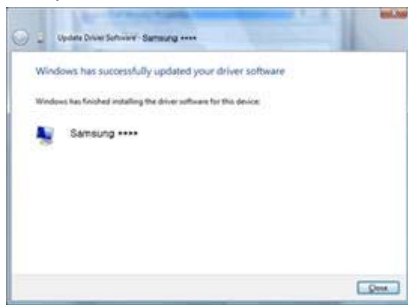 Update Driver Software - Samsung ****
Windows has successfully updated your driver software
Windows has finished installing the driver software for this device:
Samsung ****
Close